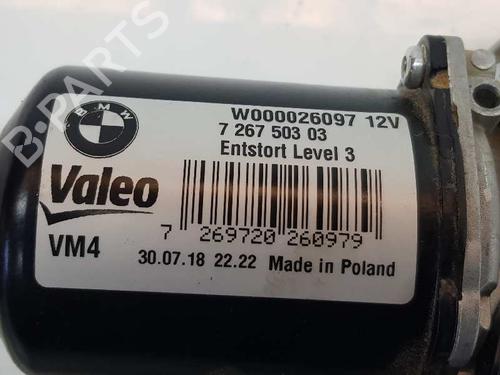 BMW
W000026097 12V
7 267 503 03
Entstort Level 3
Valeo
7 269720 260979
VM4
30.07.18 22.22 Made in Poland
B-PARTS